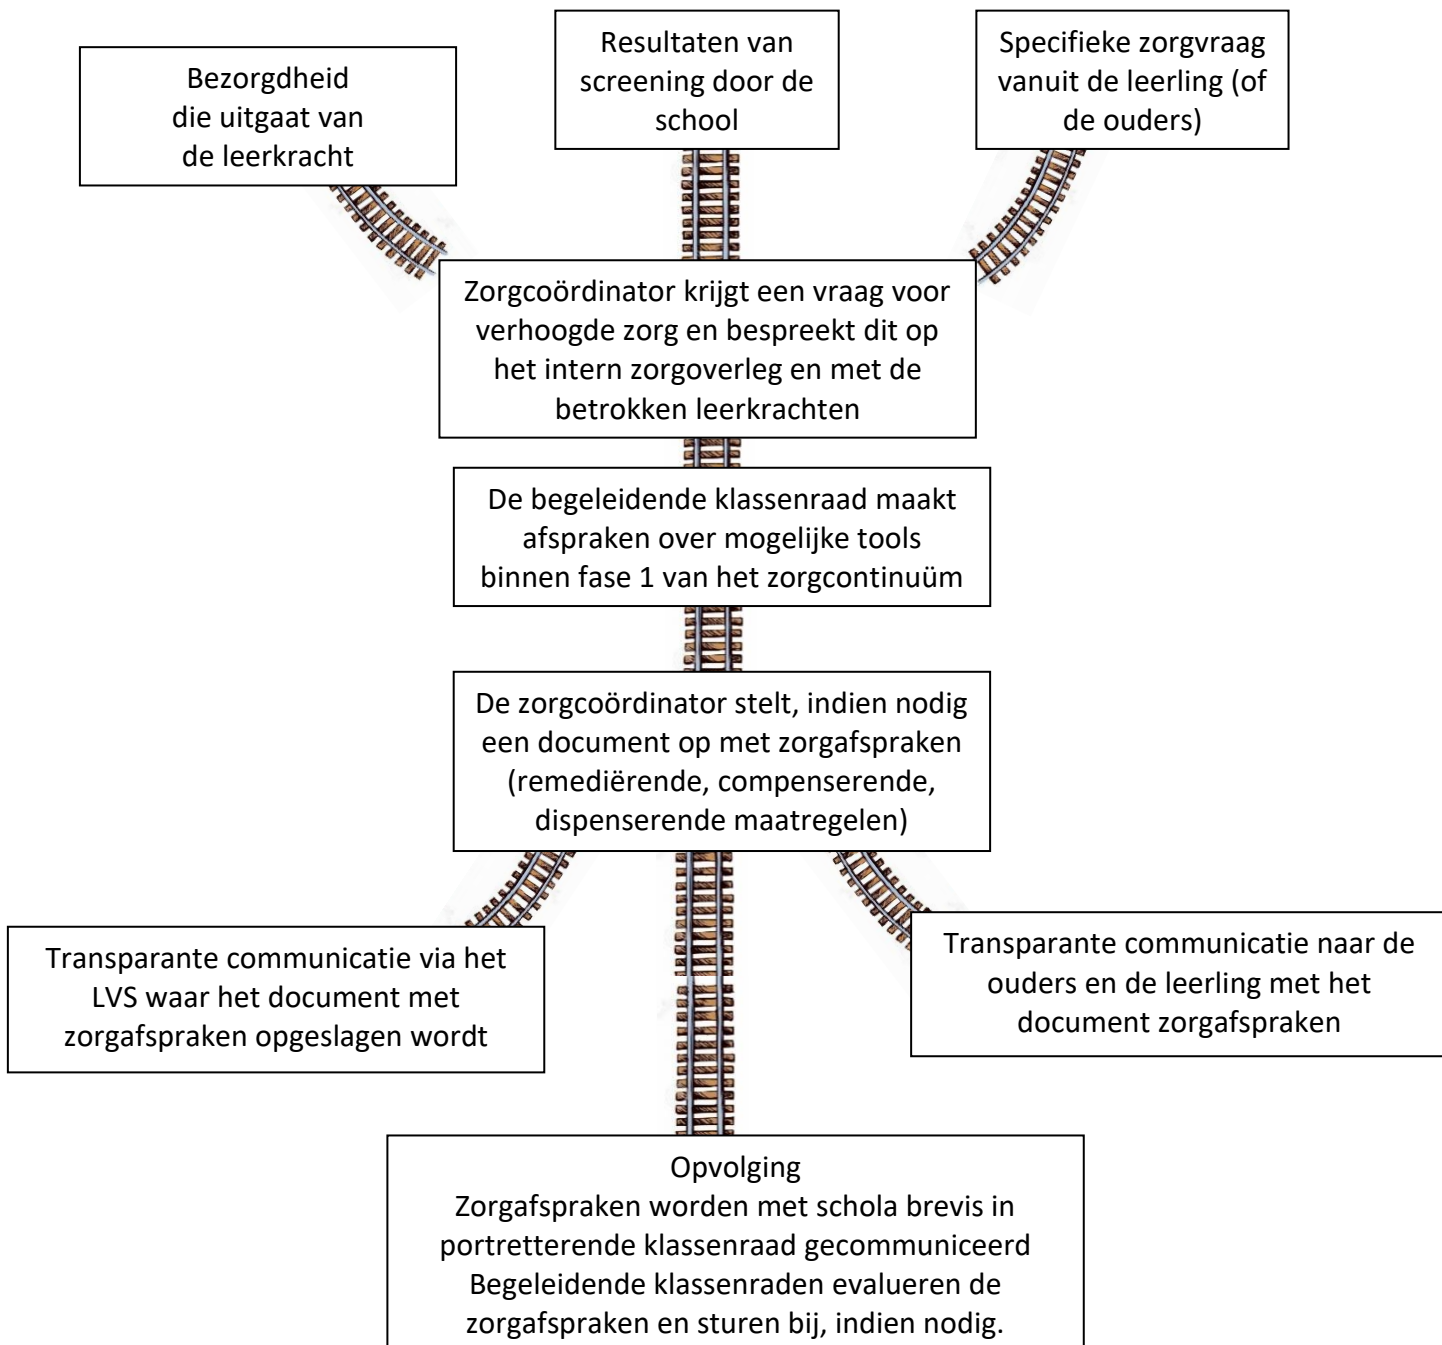 Bezorgdheid
die uitgaat van
de leerkracht
Resultaten van
screening door de
school
Specifieke zorgvraag
vanuit de leerling (of
de ouders)
Zorgcoördinator krijgt een vraag voor
verhoogde zorg en bespreekt dit op
het intern zorgoverleg en met de
betrokken leerkrachten
De begeleidende klassenraad maakt
afspraken over mogelijke tools
binnen fase 1 van het zorgcontinuüm
De zorgcoördinator stelt, indien nodig
een document op met zorgafspraken
(remediërende, compenserende,
dispenserende maatregelen)
Transparante communicatie via het
LVS waar het document met
zorgafspraken opgeslagen wordt
Transparante communicatie naar de
ouders en de leerling met het
document zorgafspraken
Opvolging
Zorgafspraken worden met schola brevis in
portretterende klassenraad gecommuniceerd
Begeleidende klassenraden evalueren de
zorgafspraken en sturen bij, indien nodig.